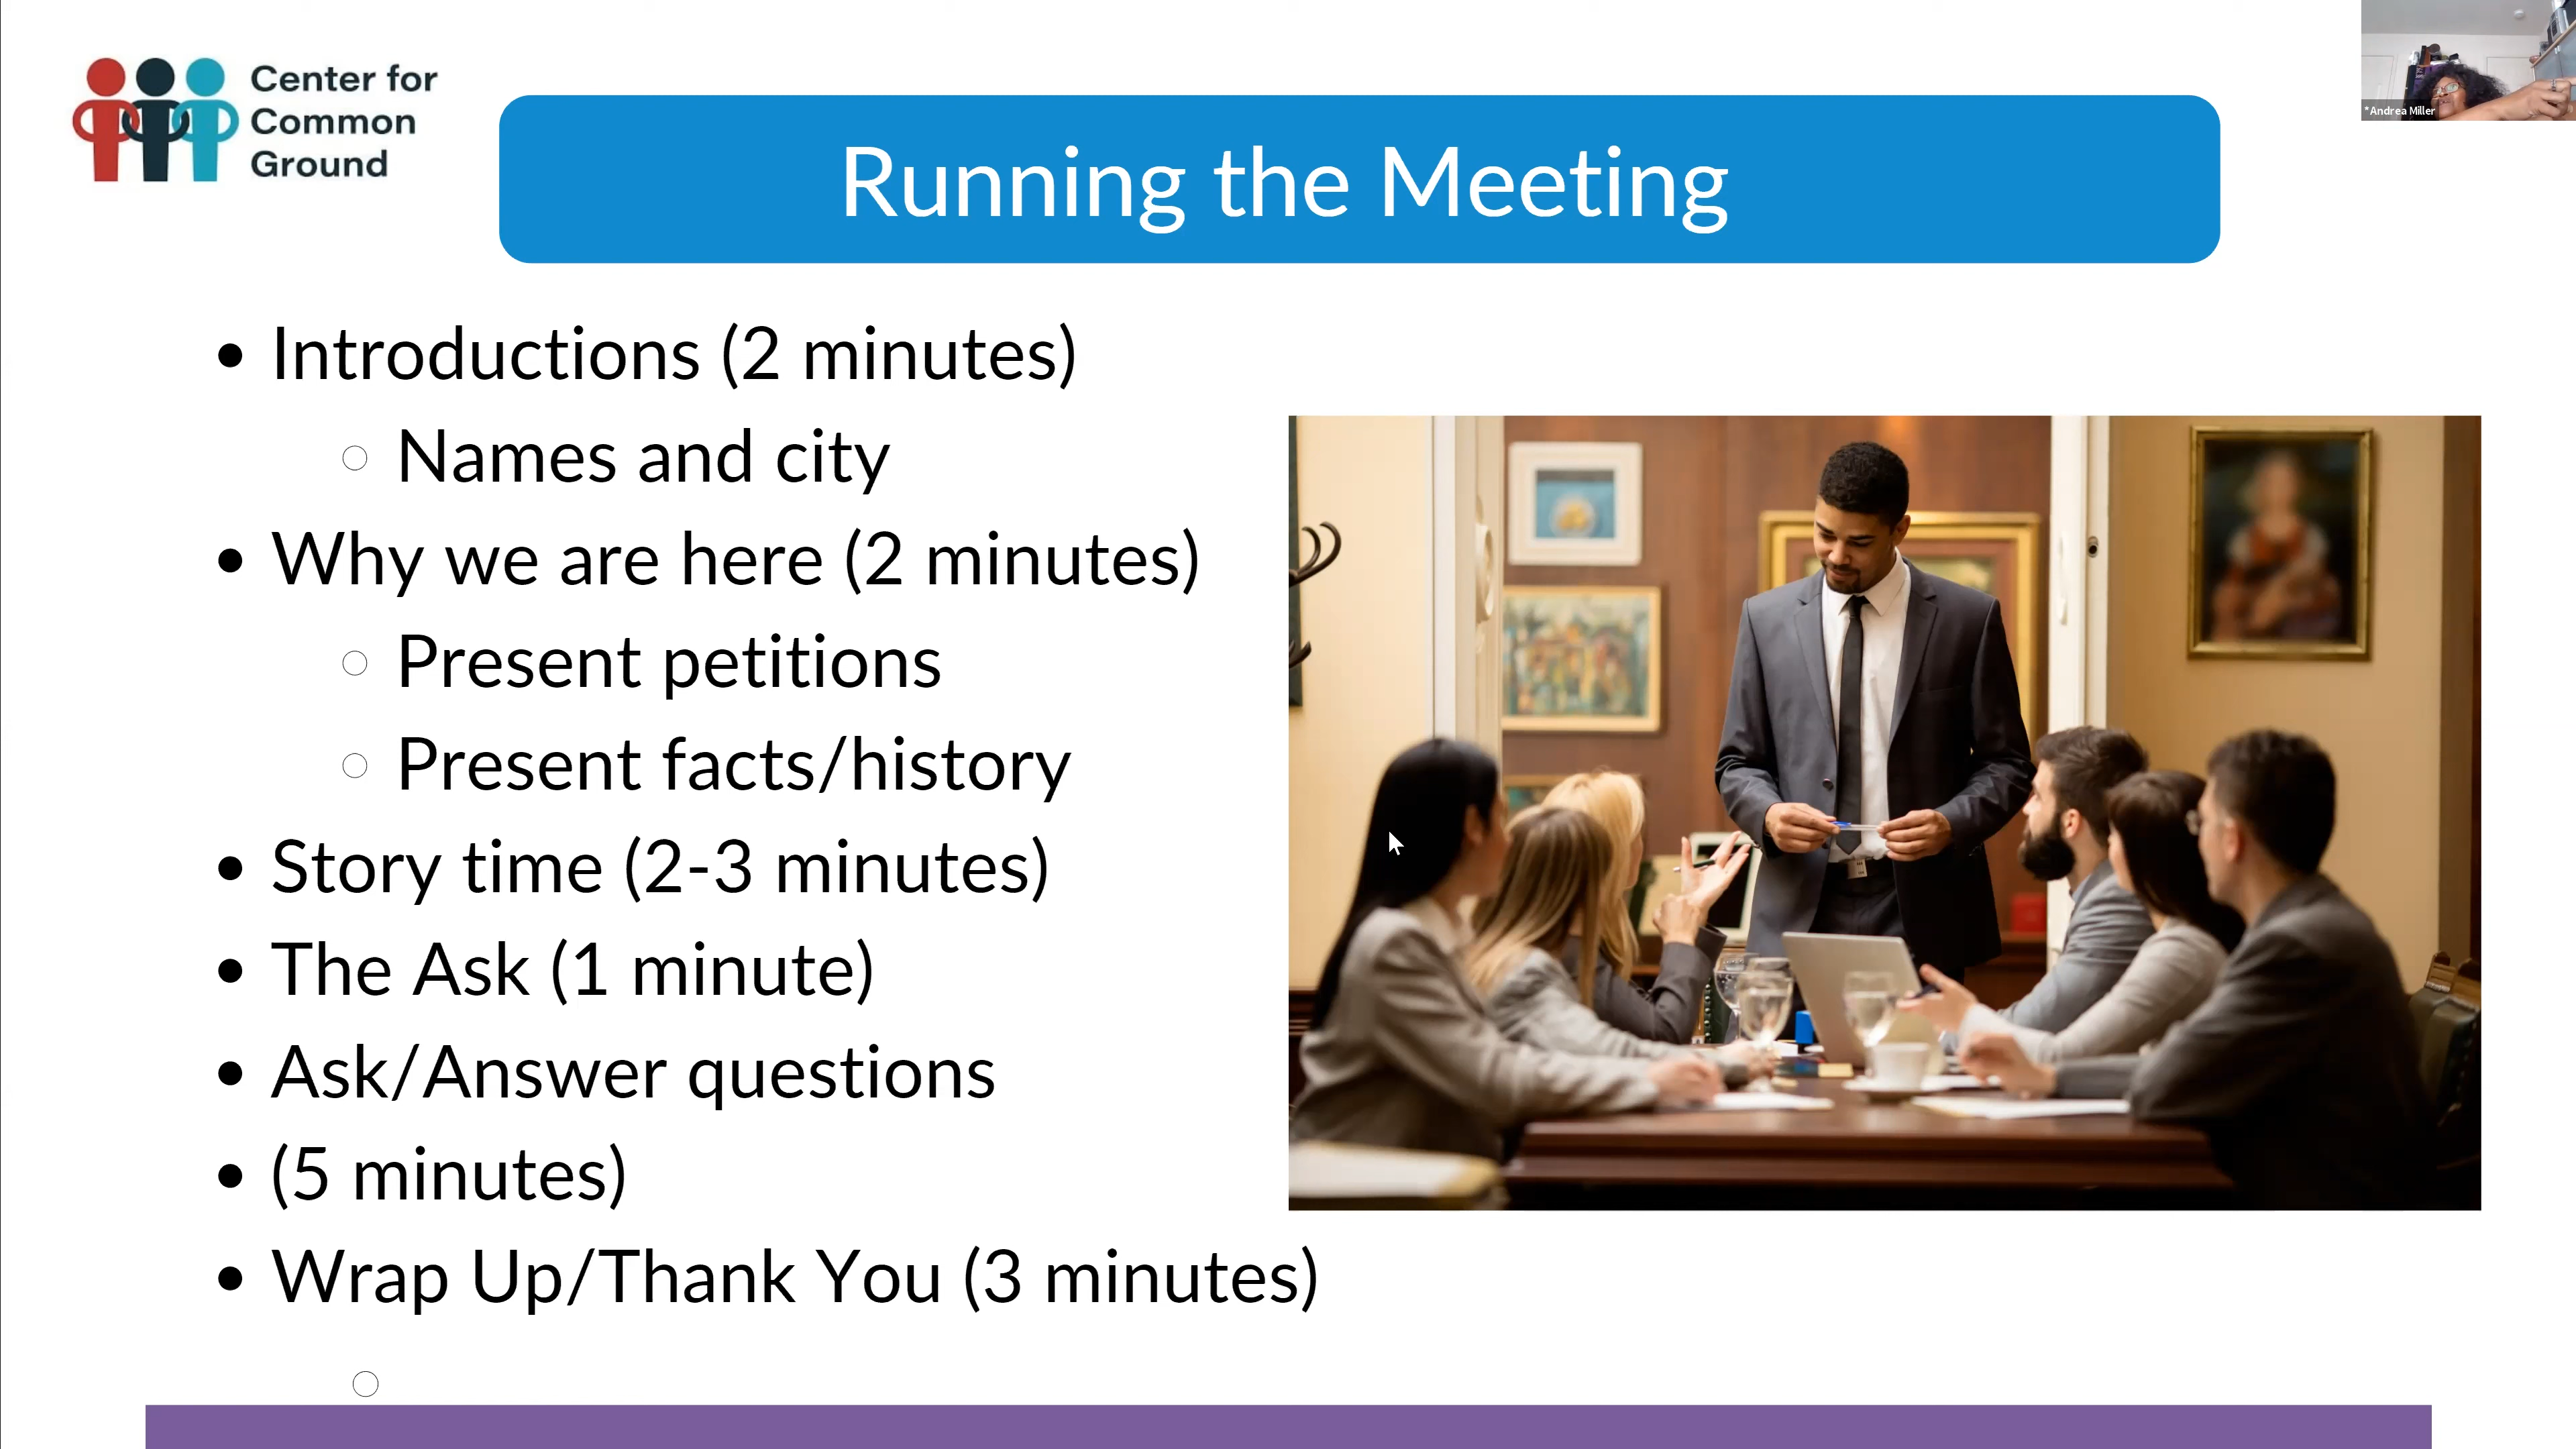 Center for
Common
Ground
*Andrea Miller
Running the Meeting
• Introductions (2 minutes)
○ Names and city
• Why we are here (2 minutes)
○ Present petitions
○ Present facts/history
• Story time (2-3 minutes)
• The Ask (1 minute)
• Ask/Answer questions
• (5 minutes)
• Wrap Up/Thank You (3 minutes)
○